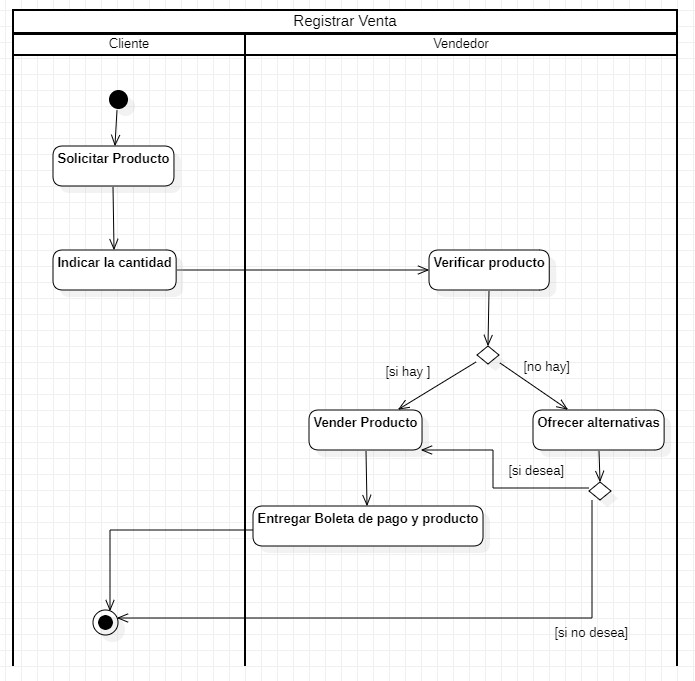 Registrar Venta
Cliente
Vendedor
Solicitar Producto
Indicar la cantidad
Verificar producto
[si hay ]
[no hay]
Vender Producto
Ofrecer alternativas
[si desea]
Entregar Boleta de pago y producto
[si no desea]